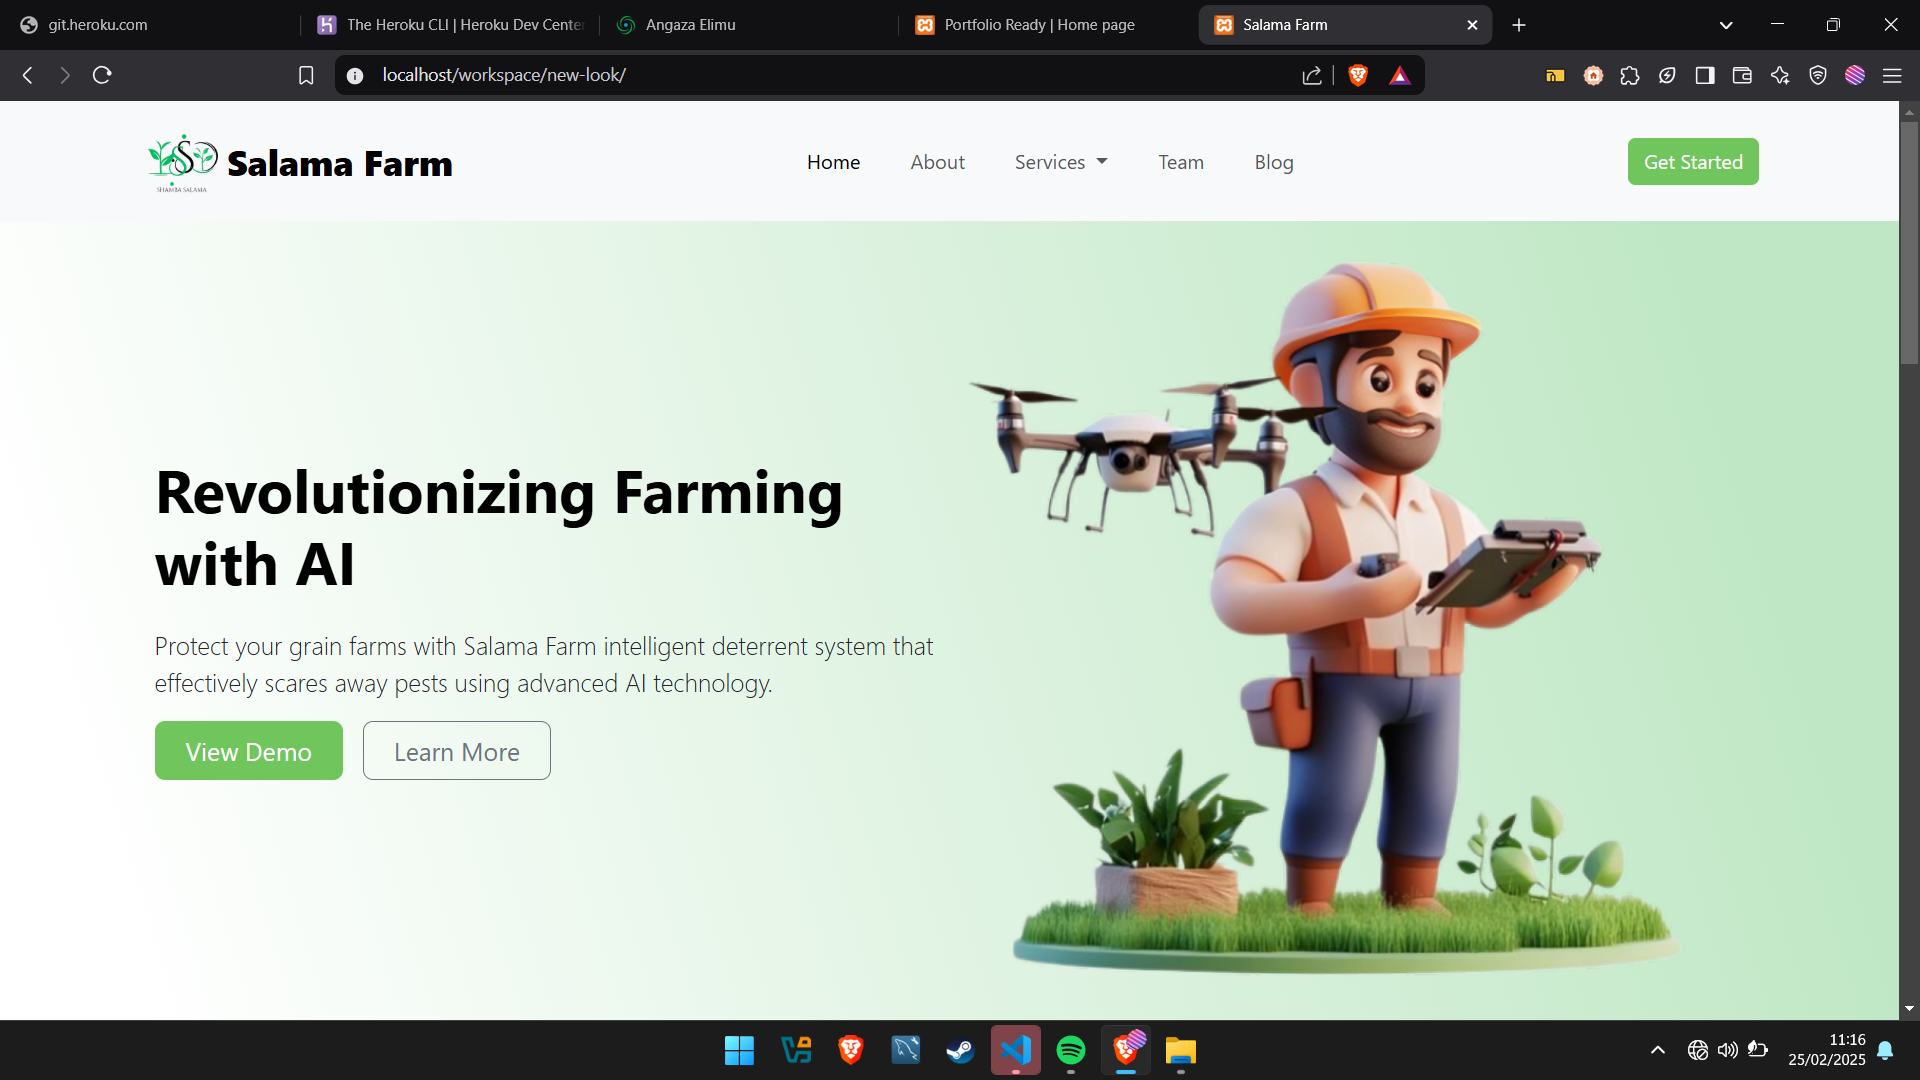 git.heroku.com
The Heroku CLI | Heroku Dev Center
Angaza Elimu
Portfolio Ready | Home page
Salama Farm
localhost/workspace/new-look/
SHAMBA SALAMA
Salama Farm
Home
About
Services
Team
Blog
Get Started
Revolutionizing Farming
with AI
Protect your grain farms with Salama Farm intelligent deterrent system that
effectively scares away pests using advanced AI technology.
View Demo
Learn More
11:16
25/02/2025